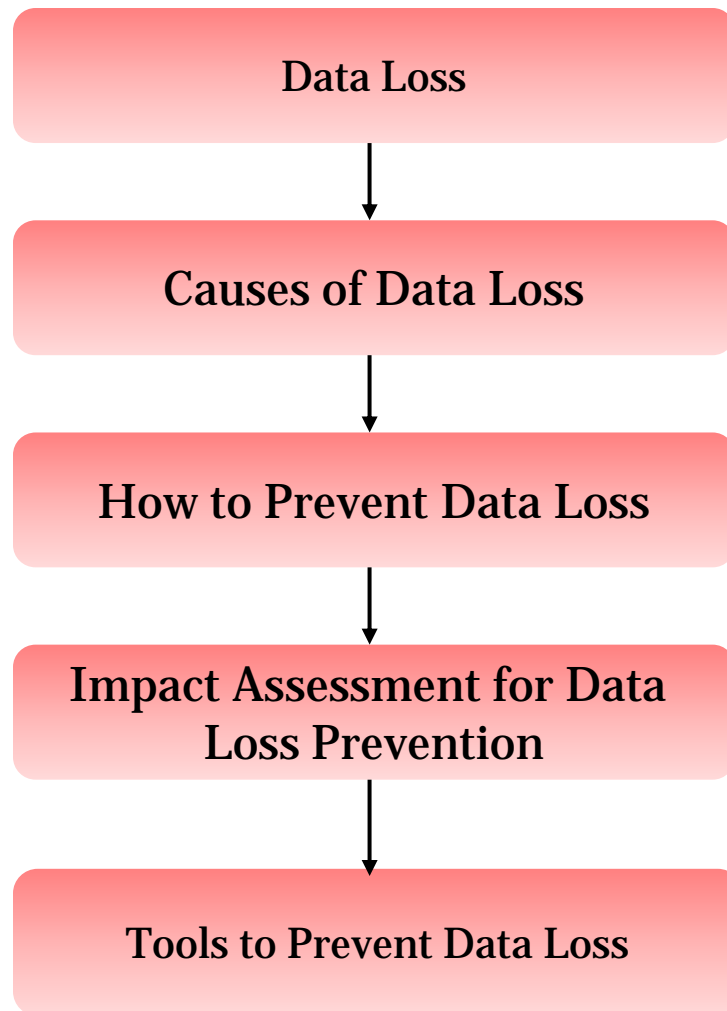 Data Loss
Causes of Data Loss
How to Prevent Data Loss
Impact Assessment for Data
Loss Prevention
Tools to Prevent Data Loss